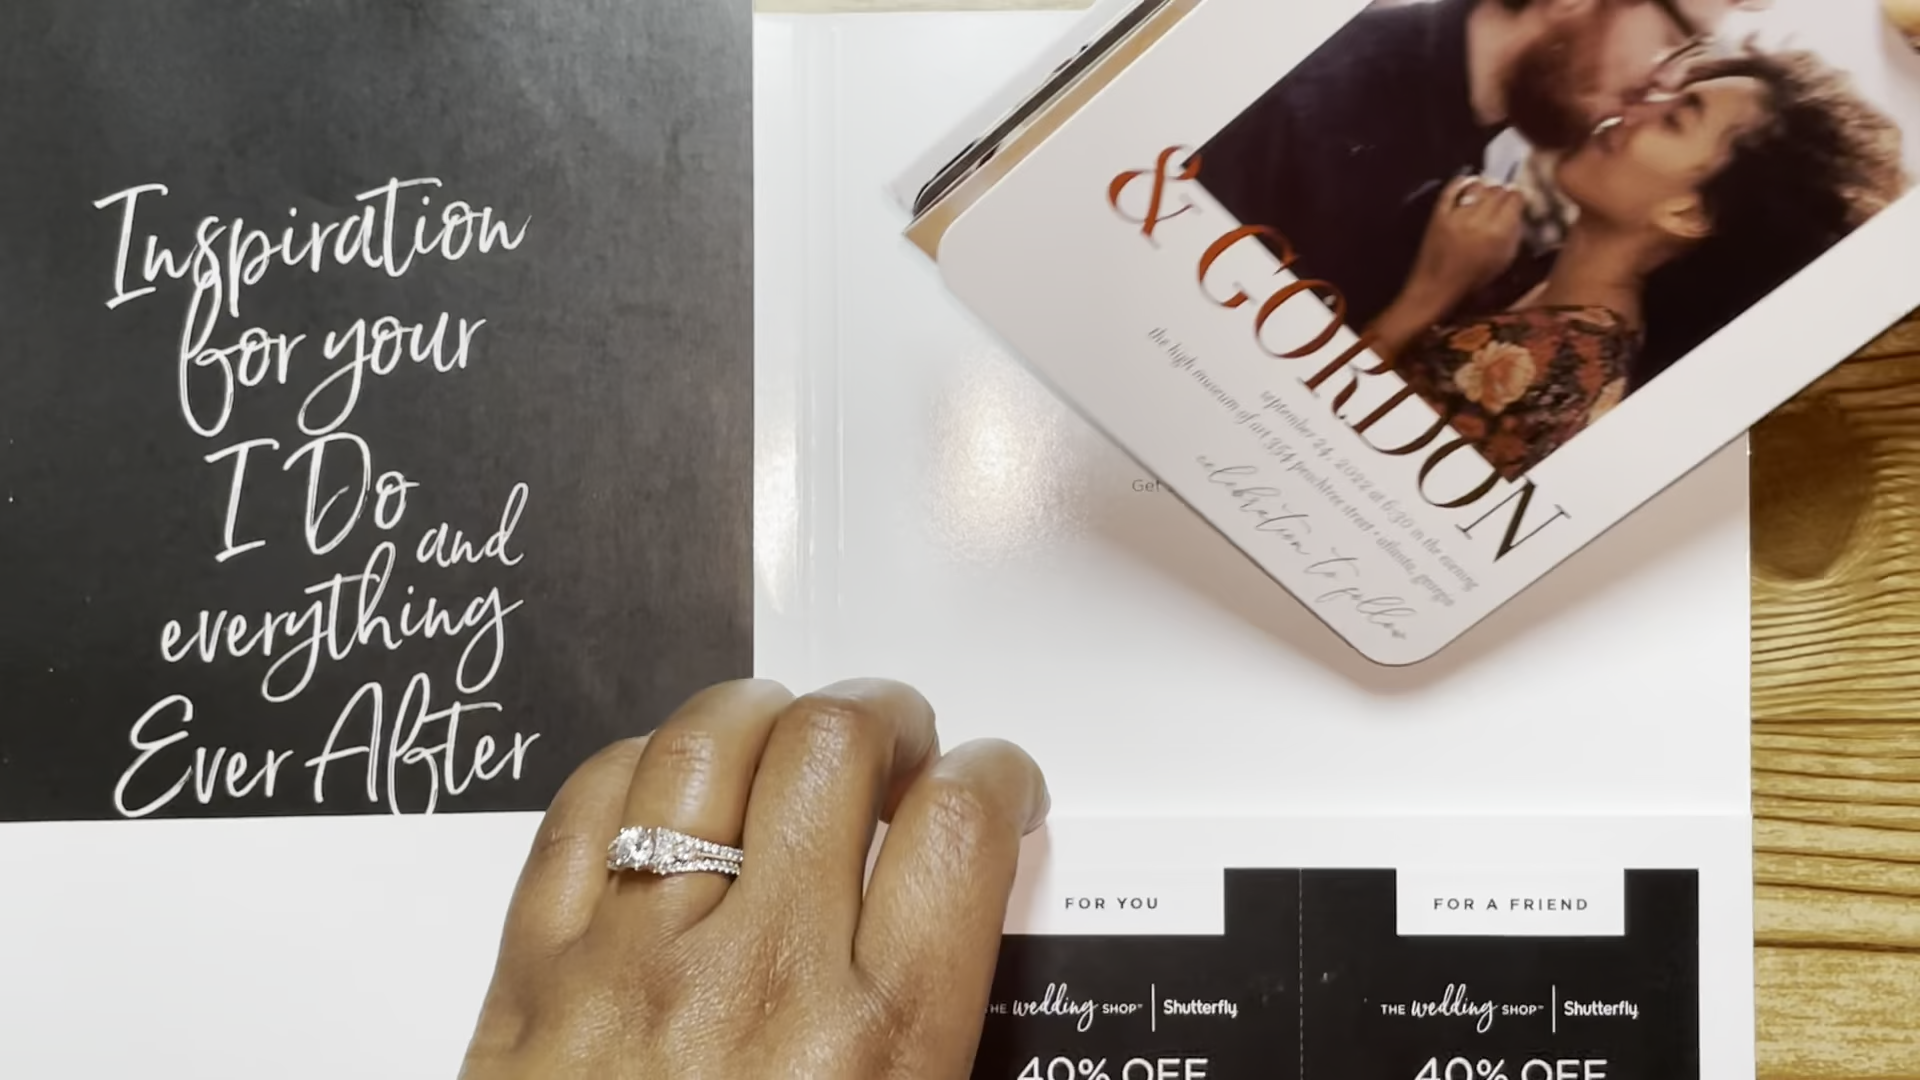 Inspiration
for your
I Do
and
everything
Ever After
& GORDON
september 24, 2022 at 6:30 in the evening
the high museum of art 354 peachtree street • atlanta, georgia
celebration to follow
Get
FOR YOU
FOR A FRIEND
THE wedding SHOP™ | Shutterfly
THE wedding SHOP™ | Shutterfly
40% OFF
40% OFF